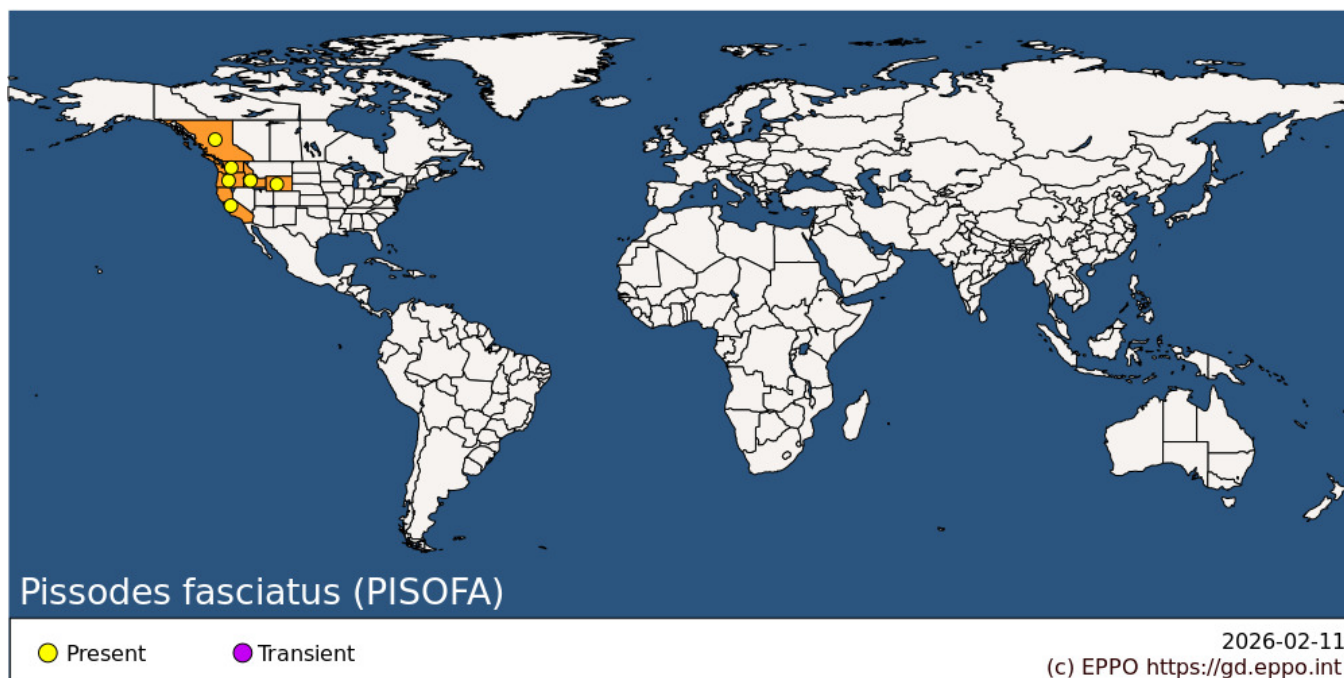 Pissodes fasciatus (PISOFA)
Present
Transient
2026-02-11
(c) EPPO https://gd.eppo.int